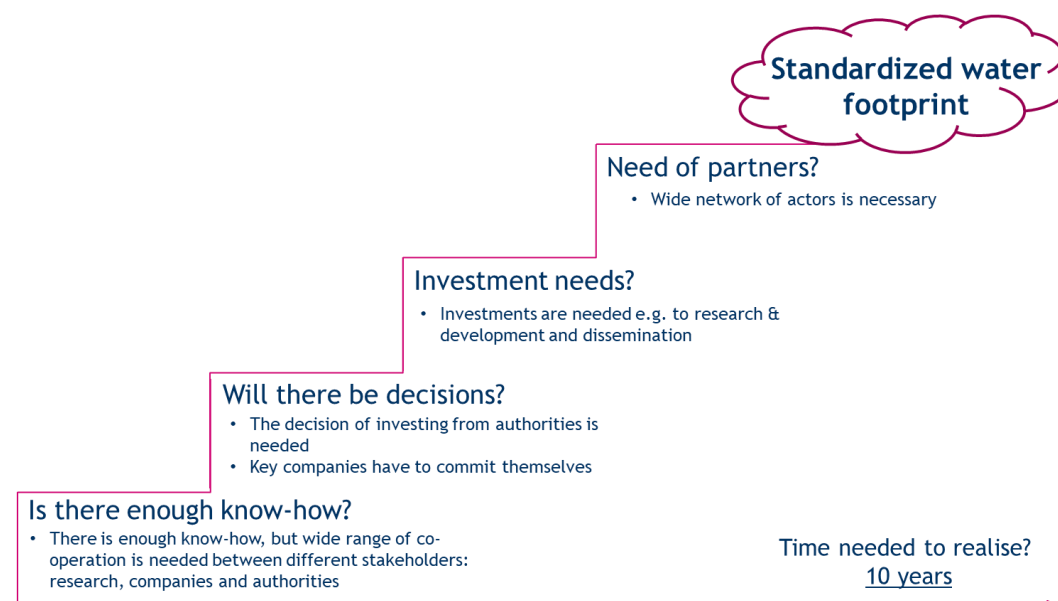 Standardized water
footprint
Need of partners?
• Wide network of actors is necessary
Investment needs?
• Investments are needed e.g. to research &
development and dissemination
Will there be decisions?
• The decision of investing from authorities is
needed
• Key companies have to commit themselves
Is there enough know-how?
• There is enough know-how, but wide range of co-
operation is needed between different stakeholders:
research, companies and authorities
Time needed to realise?
10 years